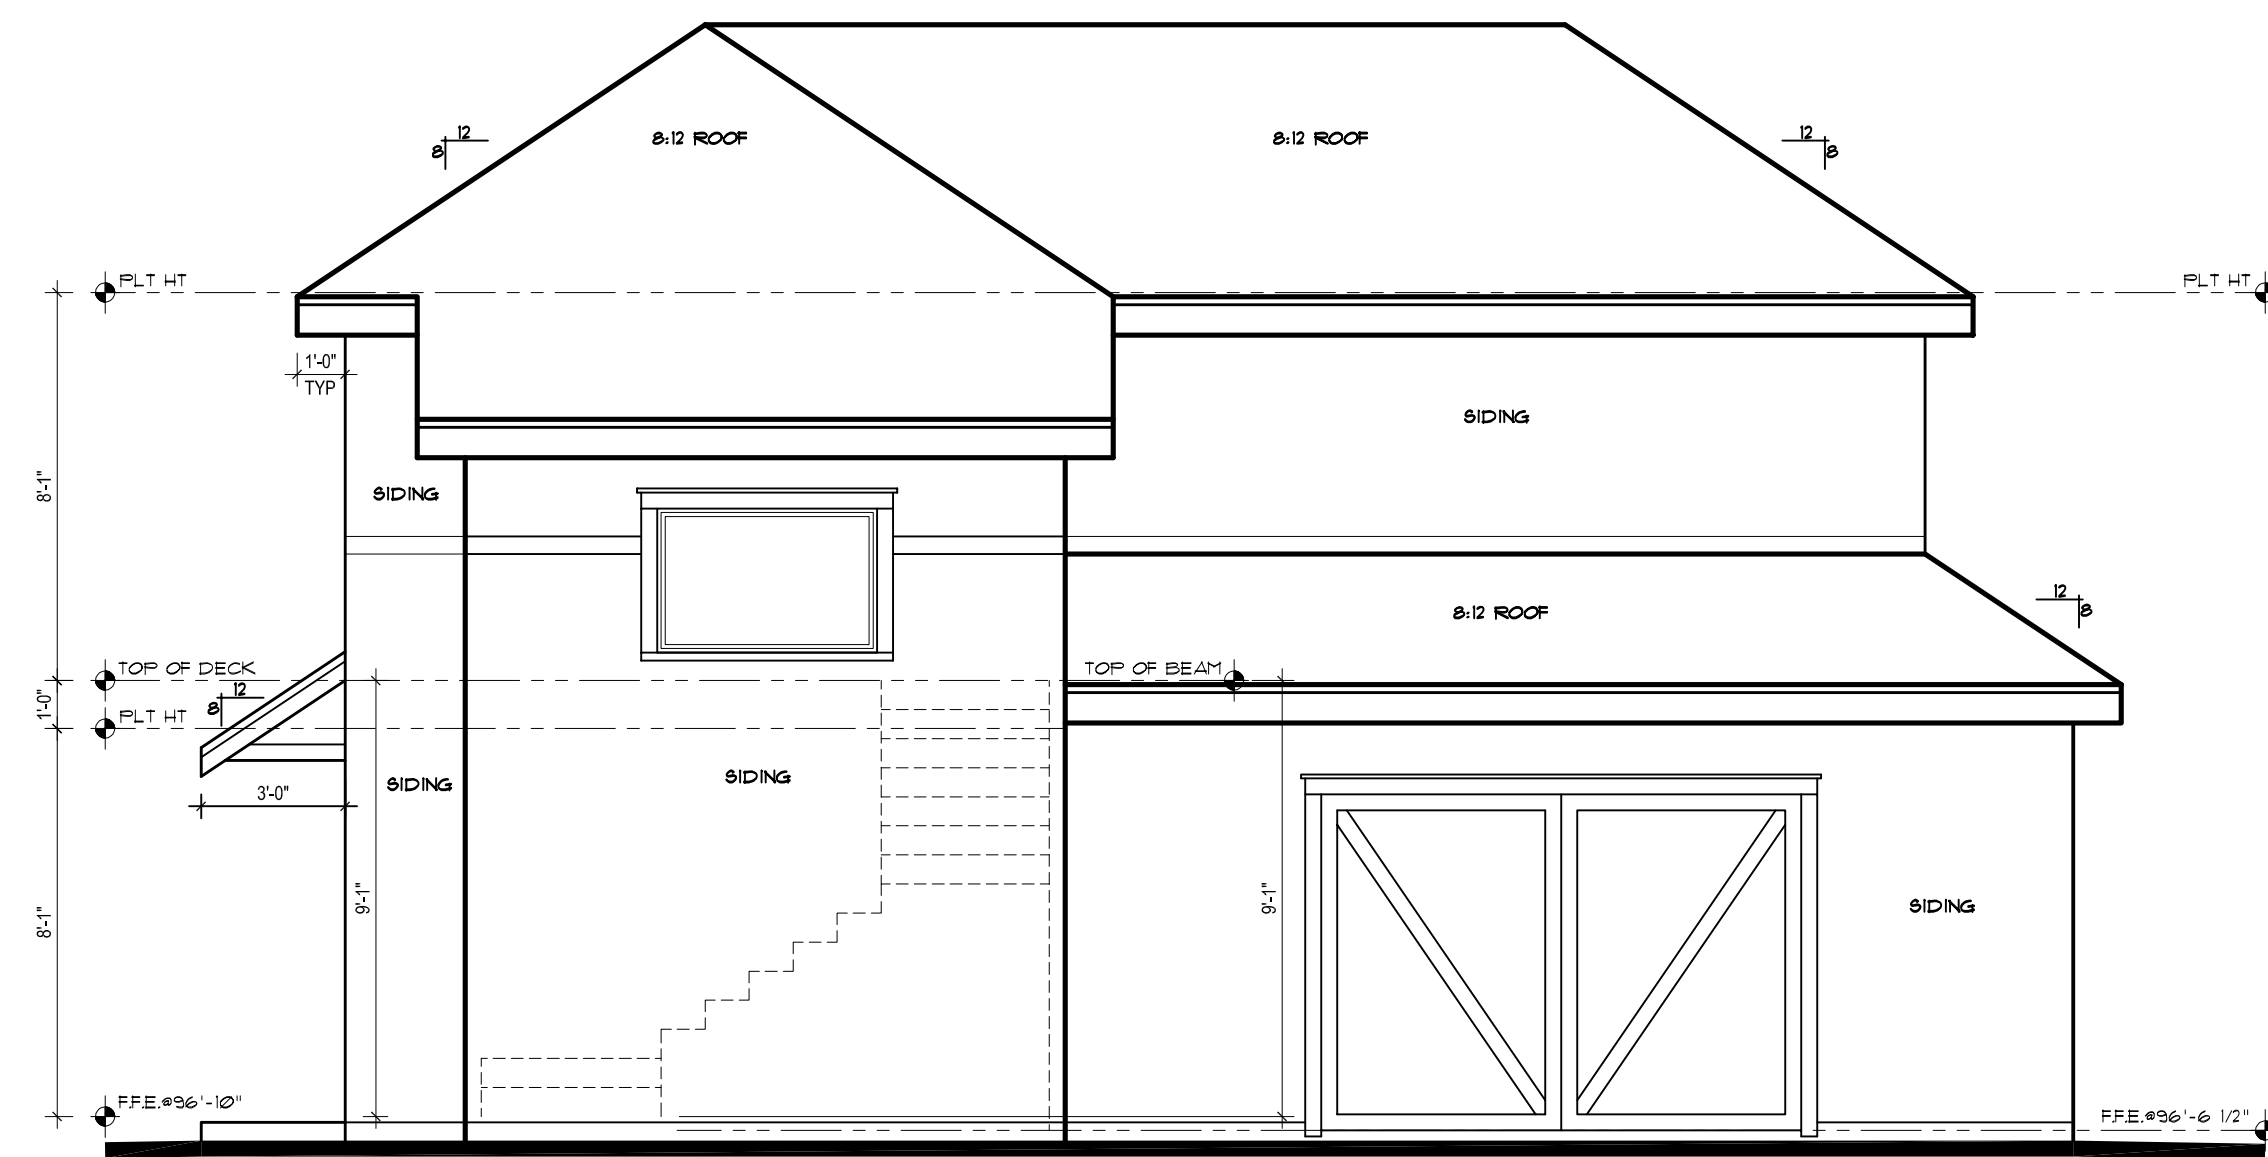 12
8
8:12 ROOF
8:12 ROOF
12
8
PLT HT
PLT HT
1'-0"
TYP
SIDING
8'-1"
SIDING
12
8
8:12 ROOF
TOP OF DECK
TOP OF BEAM
12
8
1'-0"
PLT HT
SIDING
SIDING
3'-0"
9'-1"
9'-1"
8'-1"
SIDING
F.F.E.@96'-10"
F.F.E.@96'-6 1/2"